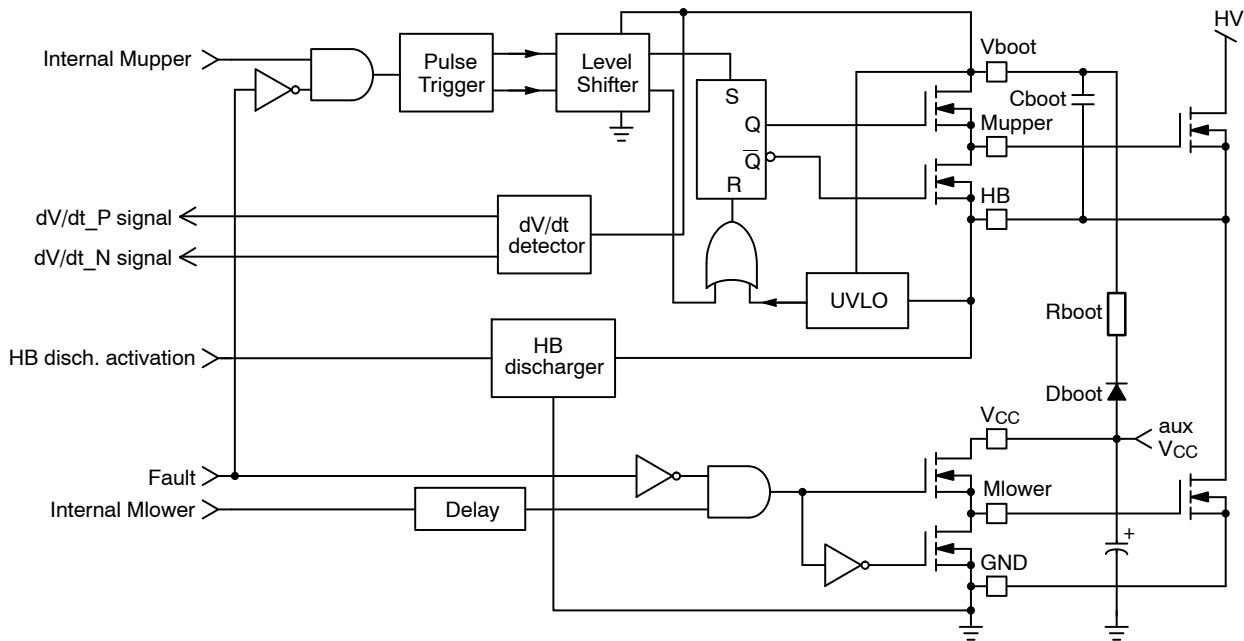 HV
Internal Mupper
Pulse
Trigger
Level
Shifter
Vboot
Cboot
S
Q
Mupper
Q̅
R
HB
dV/dt_P signal
dV/dt
detector
dV/dt_N signal
UVLO
Rboot
HB disch. activation
HB
discharger
Dboot
VCC
aux
VCC
Fault
Internal Mlower
Delay
Mlower
+
GND